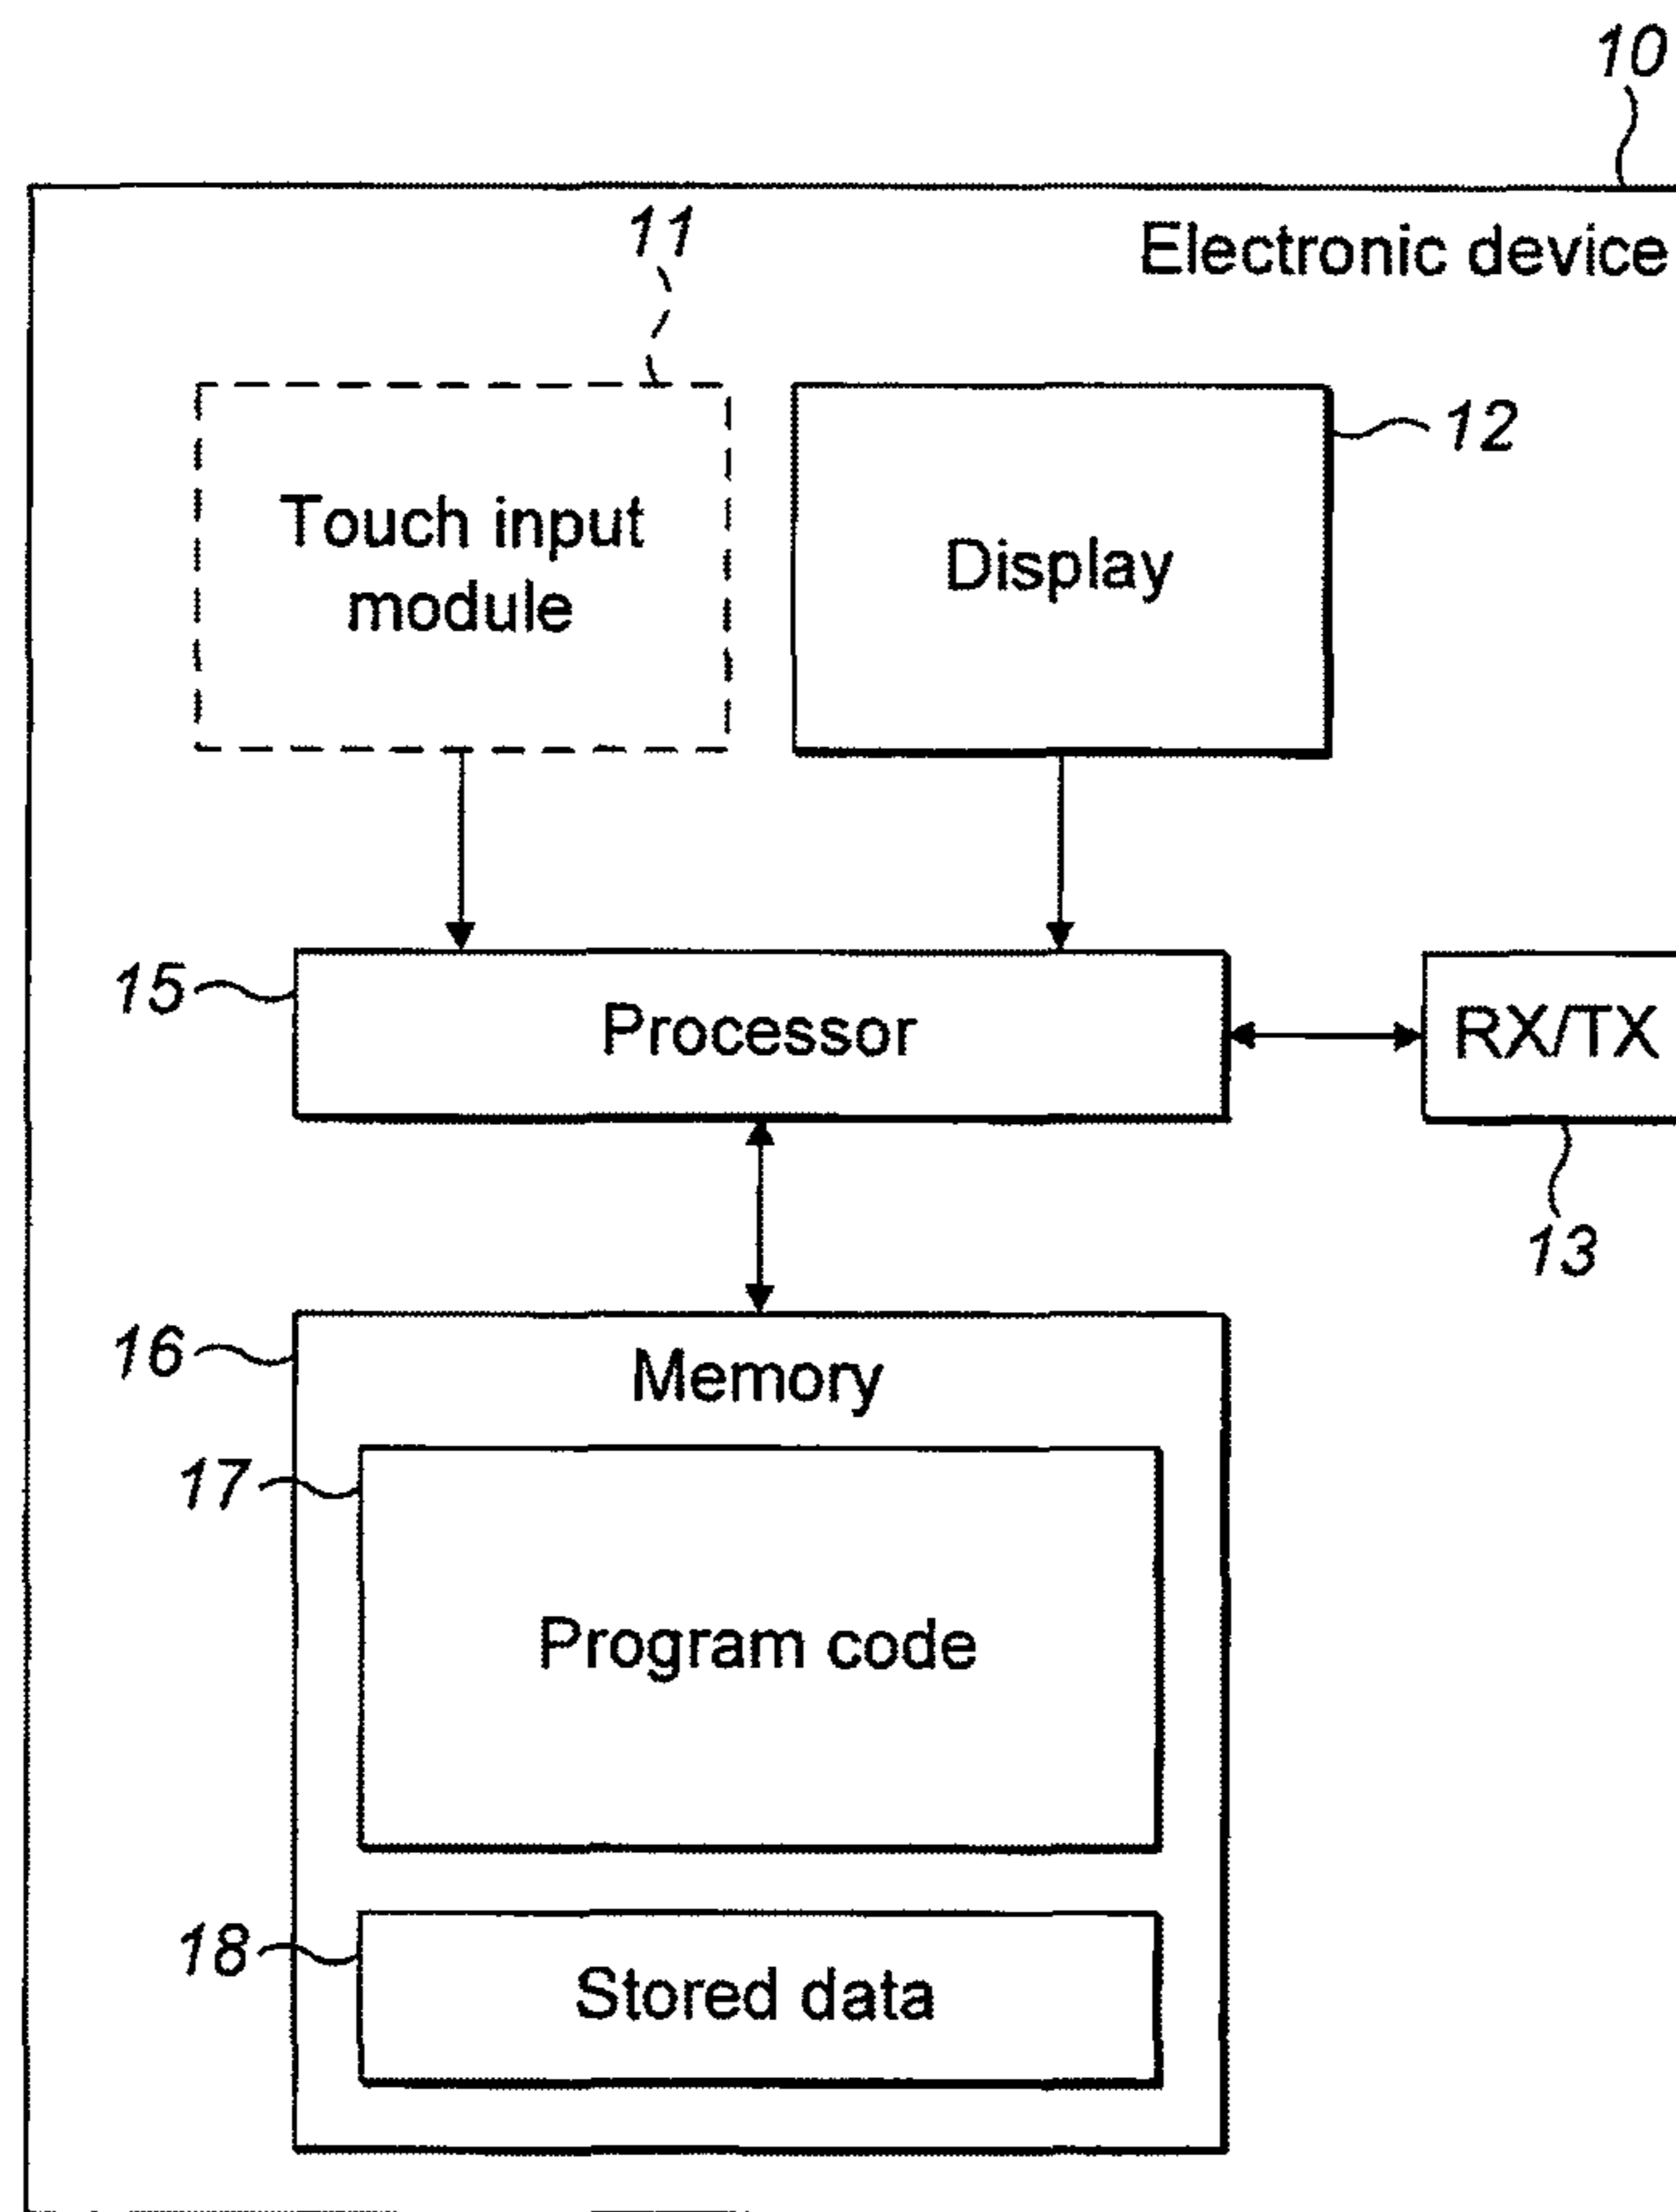 10
Electronic device
11
12
Touch input
module
Display
15
Processor
RX/TX
13
16
Memory
17
Program code
18
Stored data